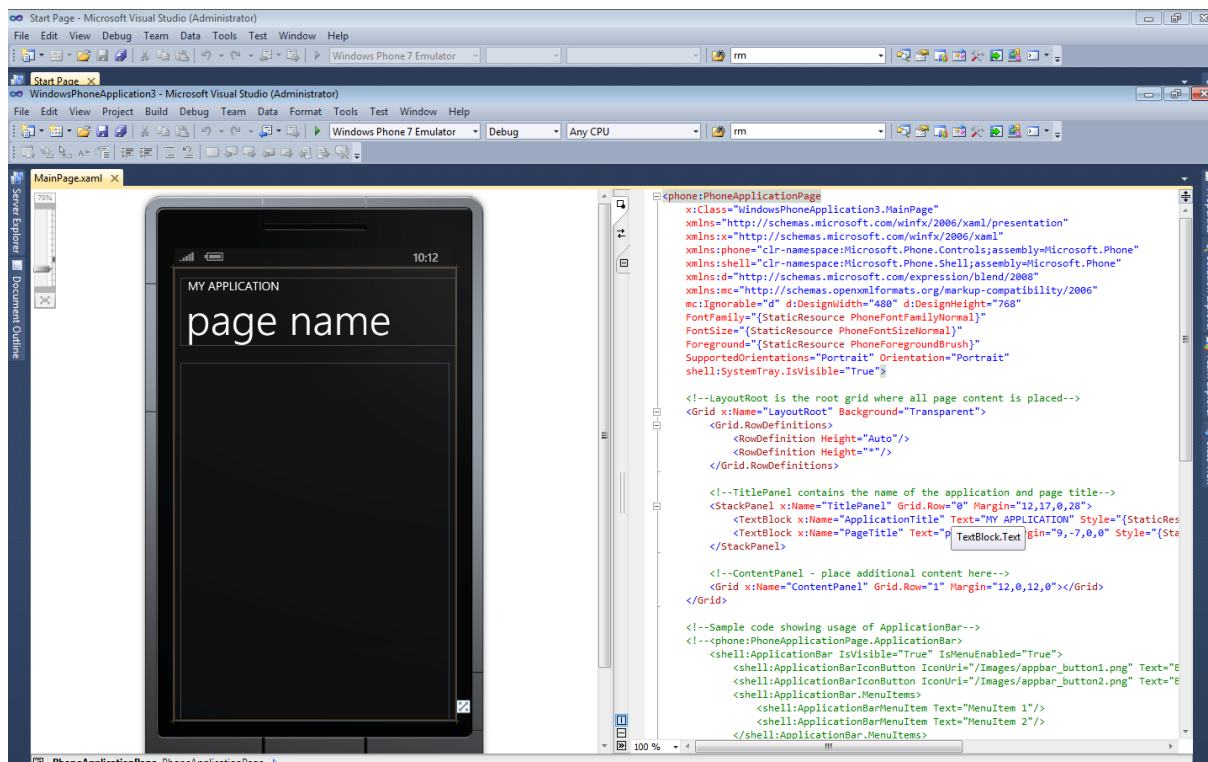 Start Page - Microsoft Visual Studio (Administrator)
File Edit View Debug Team Data Tools Test Window Help
Windows Phone 7 Emulator rm
Start Page
WindowsPhoneApplication3 - Microsoft Visual Studio (Administrator)
File Edit View Project Build Debug Team Data Format Tools Test Window Help
Windows Phone 7 Emulator Debug Any CPU rm
MainPage.xaml
Server Explorer
Document Outline
70%
10:12
MY APPLICATION
page name
<phone:PhoneApplicationPage
x:Class="WindowsPhoneApplication3.MainPage"
xmlns="http://schemas.microsoft.com/winfx/2006/xaml/presentation"
xmlns:x="http://schemas.microsoft.com/winfx/2006/xaml"
xmlns:phone="clr-namespace:Microsoft.Phone.Controls;assembly=Microsoft.Phone"
xmlns:shell="clr-namespace:Microsoft.Phone.Shell;assembly=Microsoft.Phone"
xmlns:d="http://schemas.microsoft.com/expression/blend/2008"
xmlns:mc="http://schemas.openxmlformats.org/markup-compatibility/2006"
mc:Ignorable="d" d:DesignWidth="480" d:DesignHeight="768"
FontFamily="{StaticResource PhoneFontFamilyNormal}"
FontSize="{StaticResource PhoneFontSizeNormal}"
Foreground="{StaticResource PhoneForegroundBrush}"
SupportedOrientations="Portrait" Orientation="Portrait"
shell:SystemTray.IsVisible="True">
<!--LayoutRoot is the root grid where all page content is placed-->
<Grid x:Name="LayoutRoot" Background="Transparent">
<Grid.RowDefinitions>
<RowDefinition Height="Auto"/>
<RowDefinition Height="*"/>
</Grid.RowDefinitions>
<!--TitlePanel contains the name of the application and page title-->
<StackPanel x:Name="TitlePanel" Grid.Row="0" Margin="12,17,0,28">
<TextBlock x:Name="ApplicationTitle" Text="MY APPLICATION" Style="{StaticRes
<TextBlock x:Name="PageTitle" Text="p rgin="9,-7,0,0" Style="{Sta
TextBlock.Text
</StackPanel>
<!--ContentPanel - place additional content here-->
<Grid x:Name="ContentPanel" Grid.Row="1" Margin="12,0,12,0"></Grid>
</Grid>
<!--Sample code showing usage of ApplicationBar-->
<!--<phone:PhoneApplicationPage.ApplicationBar>
<shell:ApplicationBar IsVisible="True" IsMenuEnabled="True">
<shell:ApplicationBarIconButton IconUri="/Images/appbar_button1.png" Text="B
<shell:ApplicationBarIconButton IconUri="/Images/appbar_button2.png" Text="B
<shell:ApplicationBar.MenuItems>
<shell:ApplicationBarMenuItem Text="MenuItem 1"/>
<shell:ApplicationBarMenuItem Text="MenuItem 2"/>
</shell:ApplicationBar.MenuItems>
100 %
PhoneApplicationPage PhoneApplicationPage